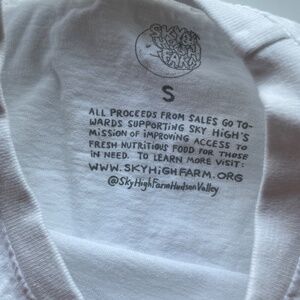 SKY
HIGH
FARM
S
ALL PROCEEDS FROM SALES GO TO-
WARDS SUPPORTING SKY HIGH'S
MISSION OF IMPROVING ACCESS TO
FRESH NUTRITIOUS FOOD FOR THOSE
IN NEED. TO LEARN MORE VISIT:
WWW.SKYHIGHFARM.ORG
@SkyHighFarmHudsonValley